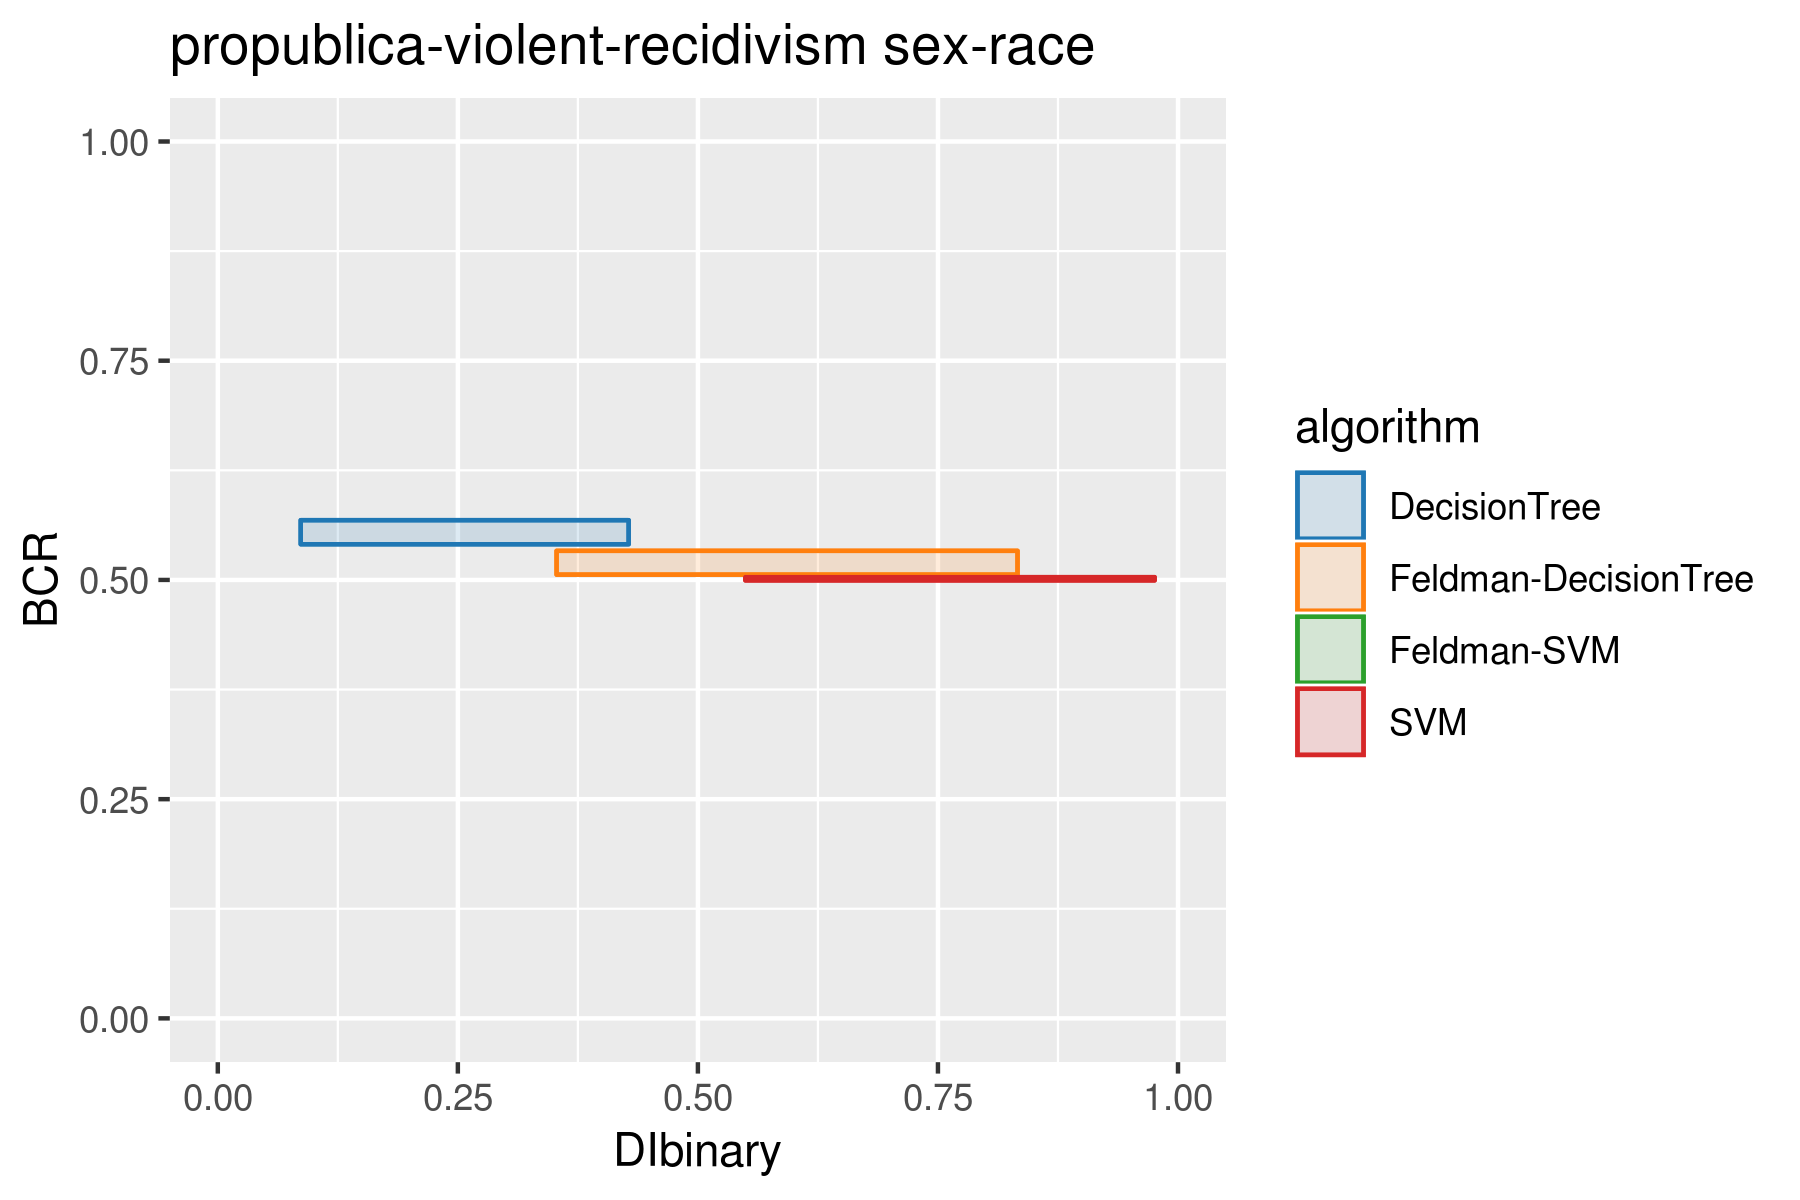 propublica-violent-recidivism sex-race
BCR
1.00
0.75
0.50
0.25
0.00
0.00 0.25 0.50 0.75 1.00
DIbinary
algorithm
DecisionTree
Feldman-DecisionTree
Feldman-SVM
SVM